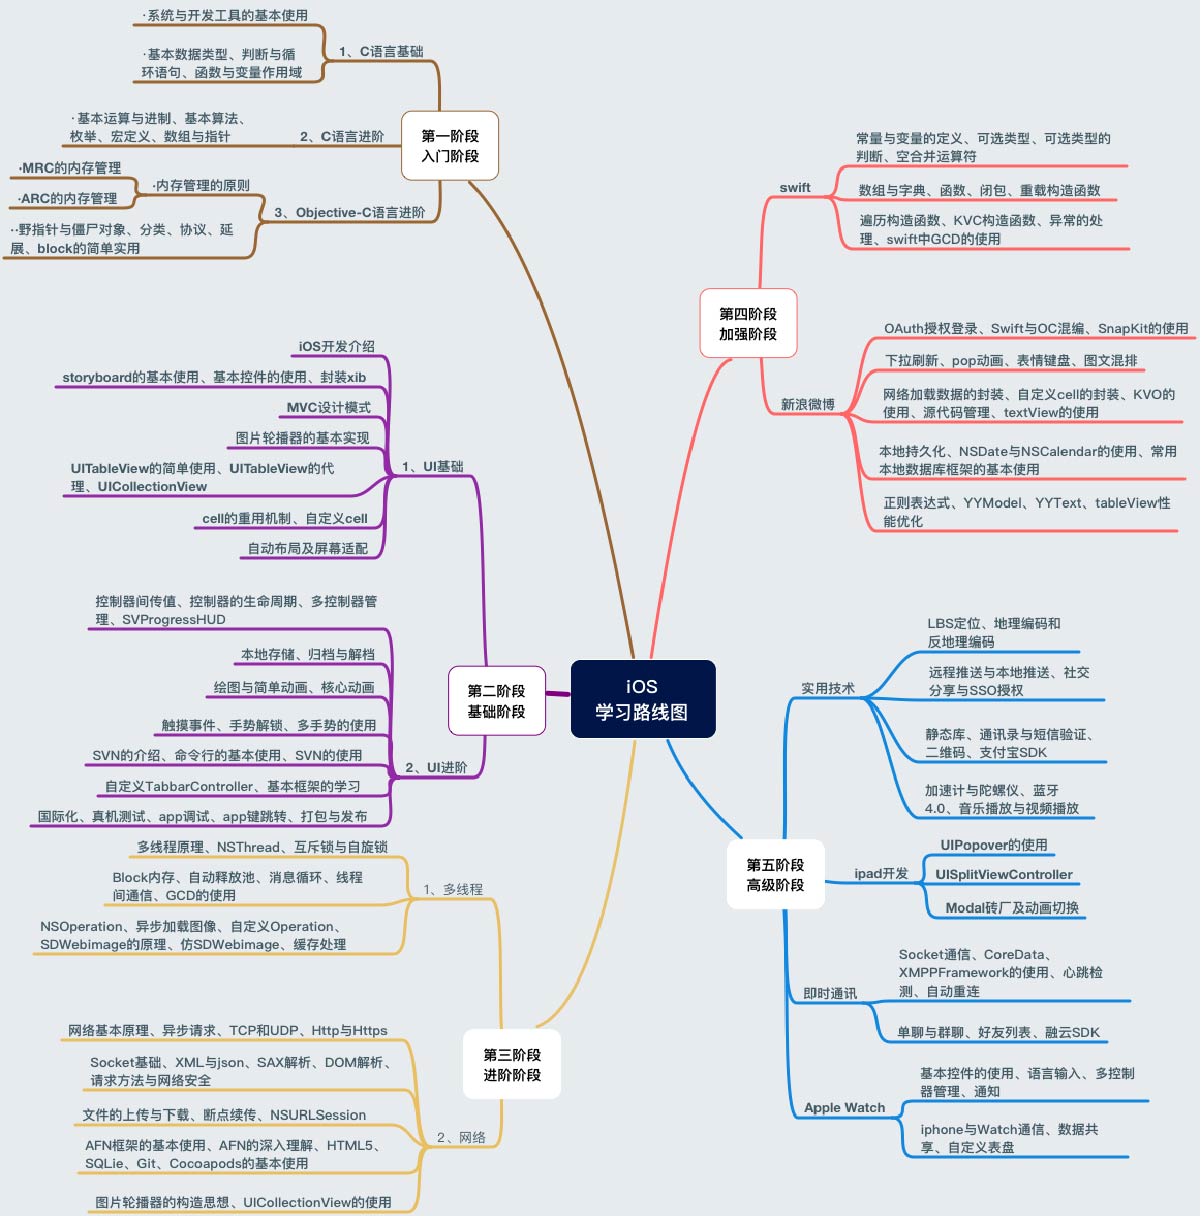 iOS
学习路线图
第一阶段
入门阶段
1、C语言基础
·系统与开发工具的基本使用
·基本数据类型、判断与循
环语句、函数与变量作用域
2、C语言进阶
·基本运算与进制、基本算法、
枚举、宏定义、数组与指针
3、Objective-C语言进阶
·内存管理的原则
·MRC的内存管理
·ARC的内存管理
··野指针与僵尸对象、分类、协议、延
展、block的简单实用
第二阶段
基础阶段
1、UI基础
iOS开发介绍
storyboard的基本使用、基本控件的使用、封装xib
MVC设计模式
图片轮播器的基本实现
UITableView的简单使用、UITableView的代
理、UICollectionView
cell的重用机制、自定义cell
自动布局及屏幕适配
2、UI进阶
控制器间传值、控制器的生命周期、多控制器管
理、SVProgressHUD
本地存储、归档与解档
绘图与简单动画、核心动画
触摸事件、手势解锁、多手势的使用
SVN的介绍、命令行的基本使用、SVN的使用
自定义TabbarController、基本框架的学习
国际化、真机测试、app调试、app键跳转、打包与发布
第三阶段
进阶阶段
1、多线程
多线程原理、NSThread、互斥锁与自旋锁
Block内存、自动释放池、消息循环、线程
间通信、GCD的使用
NSOperation、异步加载图像、自定义Operation、
SDWebimage的原理、仿SDWebimage、缓存处理
2、网络
网络基本原理、异步请求、TCP和UDP、Http与Https
Socket基础、XML与json、SAX解析、DOM解析、
请求方法与网络安全
文件的上传与下载、断点续传、NSURLSession
AFN框架的基本使用、AFN的深入理解、HTML5、
SQLie、Git、Cocoapods的基本使用
图片轮播器的构造思想、UICollectionView的使用
第四阶段
加强阶段
swift
常量与变量的定义、可选类型、可选类型的
判断、空合并运算符
数组与字典、函数、闭包、重载构造函数
遍历构造函数、KVC构造函数、异常的处
理、swift中GCD的使用
新浪微博
OAuth授权登录、Swift与OC混编、SnapKit的使用
下拉刷新、pop动画、表情键盘、图文混排
网络加载数据的封装、自定义cell的封装、KVO的
使用、源代码管理、textView的使用
本地持久化、NSDate与NSCalendar的使用、常用
本地数据库框架的基本使用
正则表达式、YYModel、YYText、tableView性
能优化
第五阶段
高级阶段
实用技术
LBS定位、地理编码和
反地理编码
远程推送与本地推送、社交
分享与SSO授权
静态库、通讯录与短信验证、
二维码、支付宝SDK
加速计与陀螺仪、蓝牙
4.0、音乐播放与视频播放
ipad开发
UIPopover的使用
UISplitViewController
Modal砖厂及动画切换
即时通讯
Socket通信、CoreData、
XMPPFramework的使用、心跳检
测、自动重连
单聊与群聊、好友列表、融云SDK
Apple Watch
基本控件的使用、语言输入、多控制
器管理、通知
iphone与Watch通信、数据共
享、自定义表盘